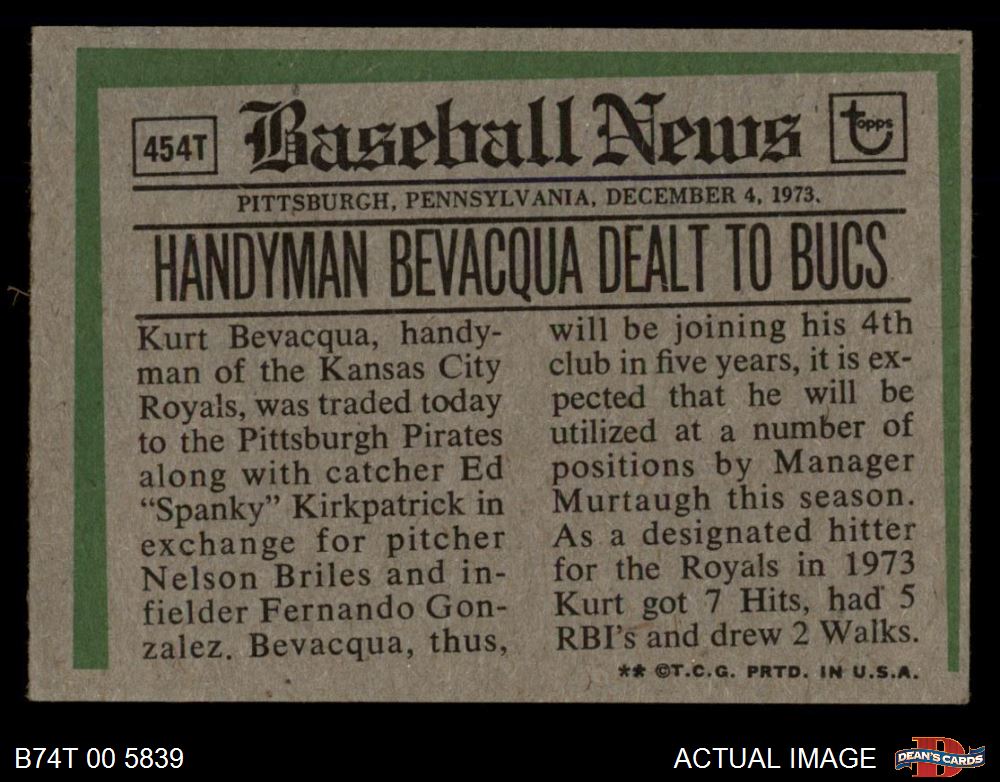 454T
Baseball News
topps
PITTSBURGH, PENNSYLVANIA, DECEMBER 4, 1973.
HANDYMAN BEVACQUA DEALT TO BUCS
Kurt Bevacqua, handy-
man of the Kansas City
Royals, was traded today
to the Pittsburgh Pirates
along with catcher Ed
“Spanky” Kirkpatrick in
exchange for pitcher
Nelson Briles and in-
fielder Fernando Gon-
zalez. Bevacqua, thus,
will be joining his 4th
club in five years, it is ex-
pected that he will be
utilized at a number of
positions by Manager
Murtaugh this season.
As a designated hitter
for the Royals in 1973
Kurt got 7 Hits, had 5
RBI's and drew 2 Walks.
** ©T.C.G. PRTD. IN U.S.A.
B74T 00 5839
ACTUAL IMAGE
D
DEAN'S CARDS